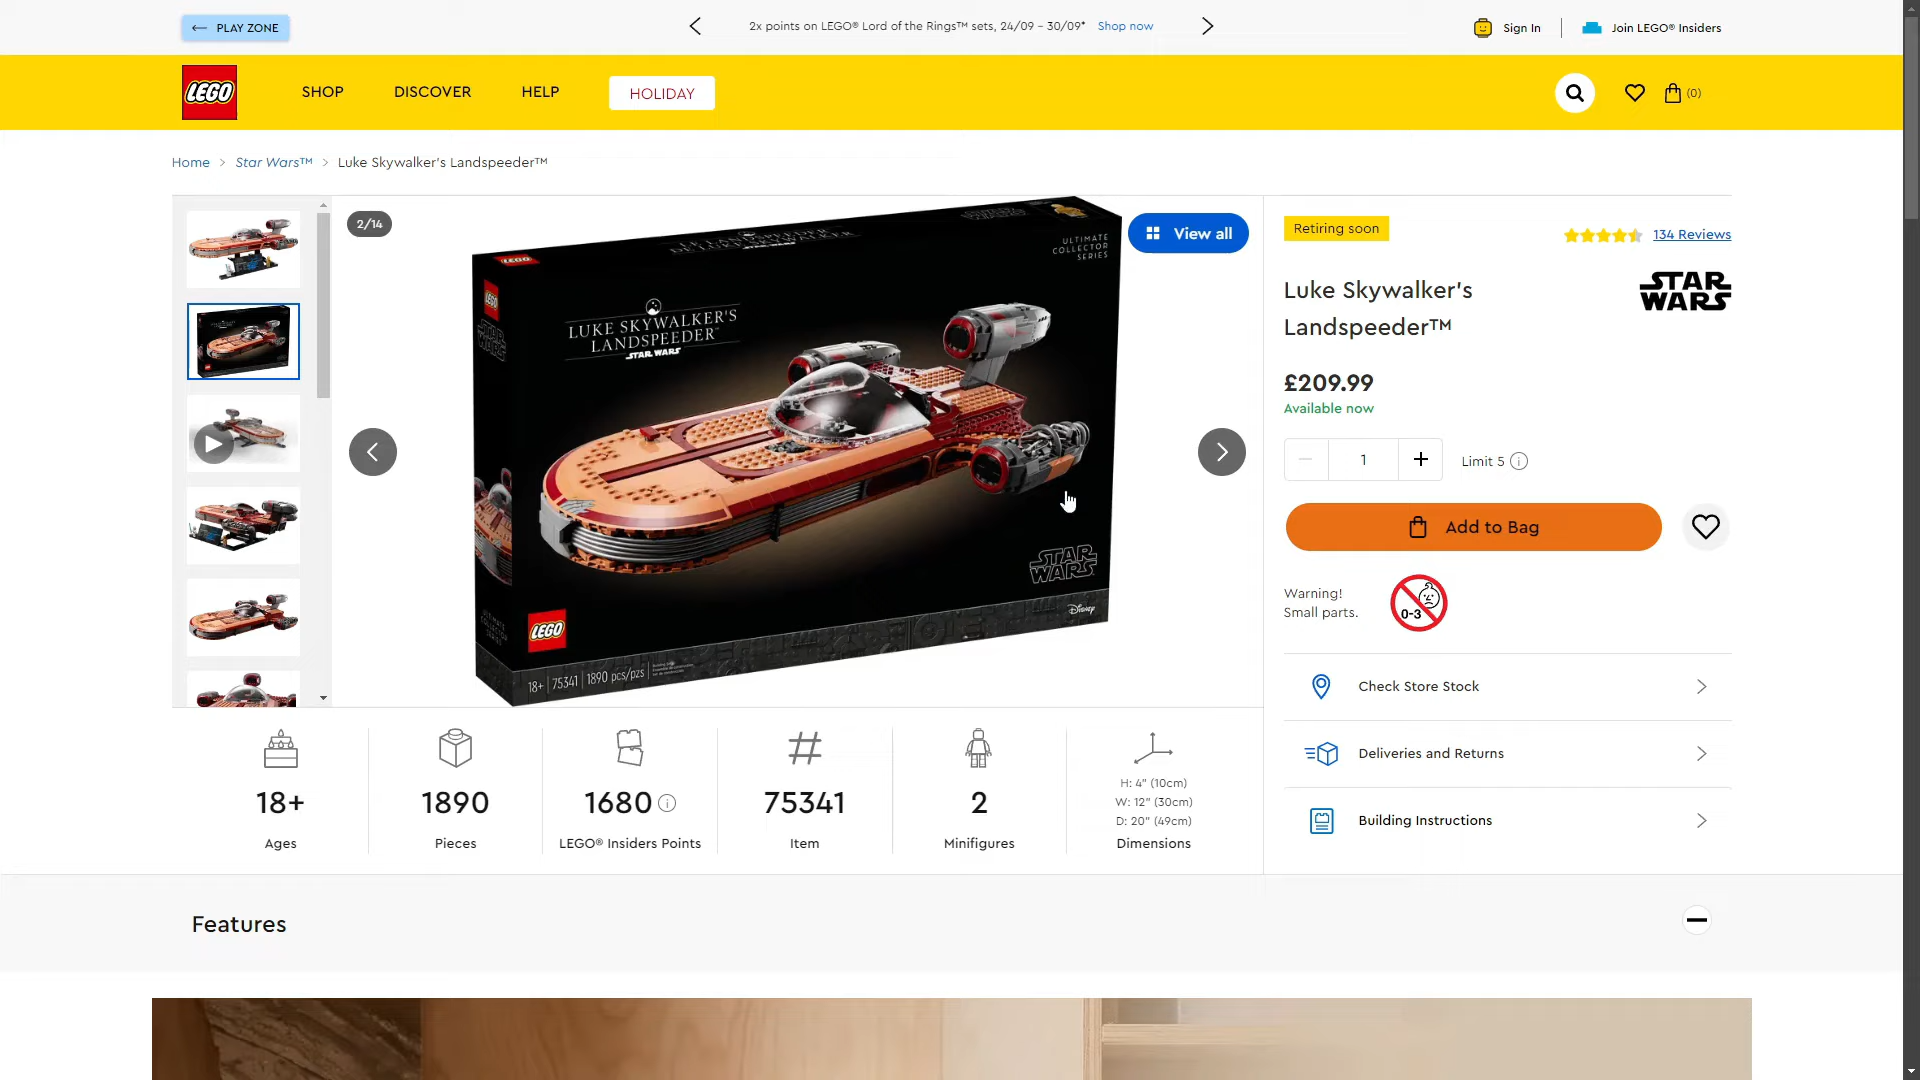 PLAY ZONE
2x points on LEGO® Lord of the Rings™ sets, 24/09 – 30/09* Shop now
Sign In
Join LEGO® Insiders
LEGO
SHOP
DISCOVER
HELP
HOLIDAY
(0)
Home > Star Wars™ > Luke Skywalker's Landspeeder™
2/14
View all
ULTIMATE
COLLECTOR
SERIES
LEGO
LUKE SKYWALKER'S
LANDSPEEDER™
STAR WARS
STAR
WARS
Disney
LEGO
18+ 75341 1890 pcs/pzs
Retiring soon
134 Reviews
Luke Skywalker's
Landspeeder™
STAR
WARS
£209.99
Available now
1
Limit 5
Add to Bag
Warning!
Small parts.
0-3
Check Store Stock
Deliveries and Returns
Building Instructions
18+
Ages
1890
Pieces
1680
LEGO® Insiders Points
75341
Item
2
Minifigures
H: 4" (10cm)
W: 12" (30cm)
D: 20" (49cm)
Dimensions
Features